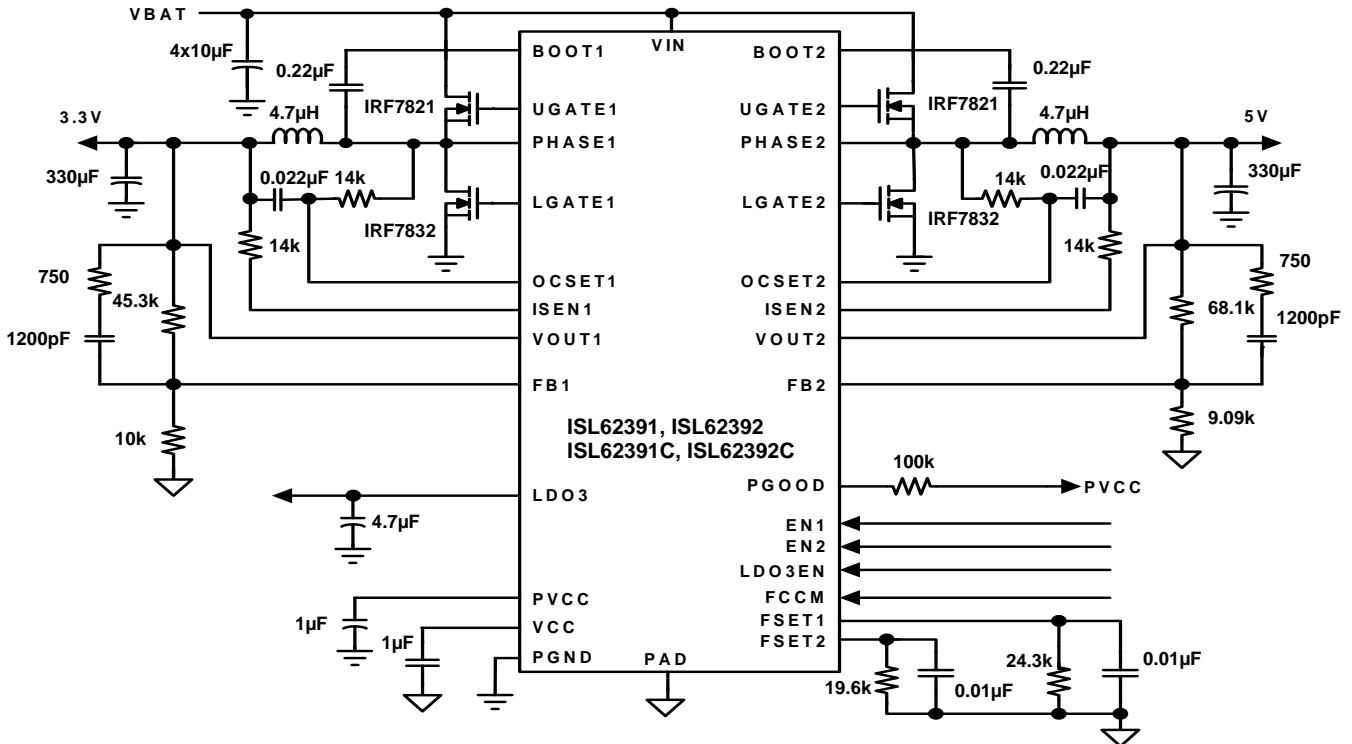 VBAT
4x10µF
0.22µF
BOOT1
VIN
BOOT2
0.22µF
IRF7821
UGATE1
UGATE2
IRF7821
3.3V
4.7µH
PHASE1
PHASE2
4.7µH
5V
330µF
0.022µF
14k
14k
0.022µF
330µF
LGATE1
LGATE2
IRF7832
IRF7832
14k
14k
750
OCSET1
OCSET2
750
45.3k
ISEN1
ISEN2
68.1k
1200pF
1200pF
VOUT1
VOUT2
FB1
FB2
10k
9.09k
ISL62391, ISL62392
ISL62391C, ISL62392C
100k
LDO3
PGOOD
PVCC
4.7µF
EN1
EN2
LDO3EN
PVCC
FCCM
1µF
FSET1
VCC
FSET2
1µF
PGND
PAD
19.6k
0.01µF
24.3k
0.01µF